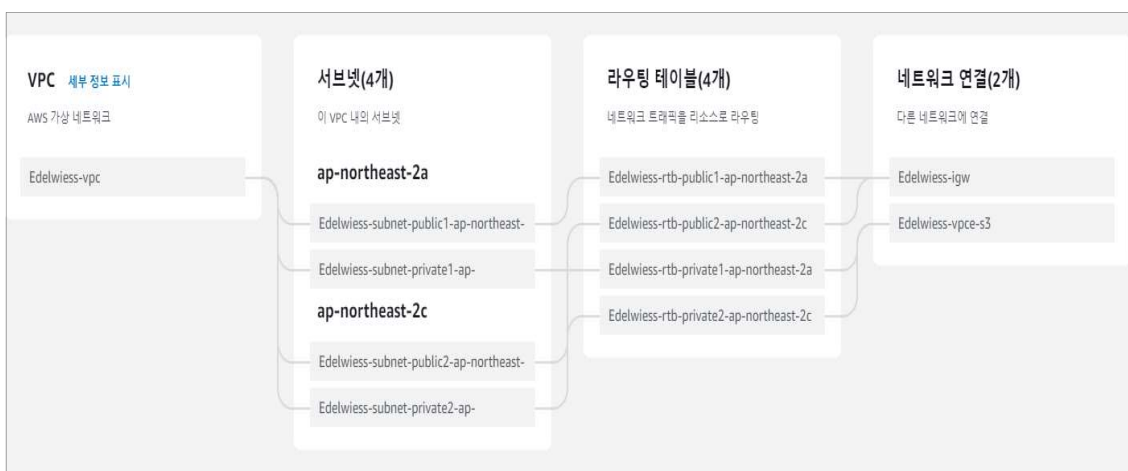 VPC 세부 정보 표시
AWS 가상 네트워크
Edelwiess-vpc
서브넷(4개)
이 VPC 내의 서브넷
ap-northeast-2a
Edelwiess-subnet-public1-ap-northeast-
Edelwiess-subnet-private1-ap-
ap-northeast-2c
Edelwiess-subnet-public2-ap-northeast-
Edelwiess-subnet-private2-ap-
라우팅 테이블(4개)
네트워크 트래픽을 리소스로 라우팅
Edelwiess-rtb-public1-ap-northeast-2a
Edelwiess-rtb-public2-ap-northeast-2c
Edelwiess-rtb-private1-ap-northeast-2a
Edelwiess-rtb-private2-ap-northeast-2c
네트워크 연결(2개)
다른 네트워크에 연결
Edelwiess-igw
Edelwiess-vpce-s3